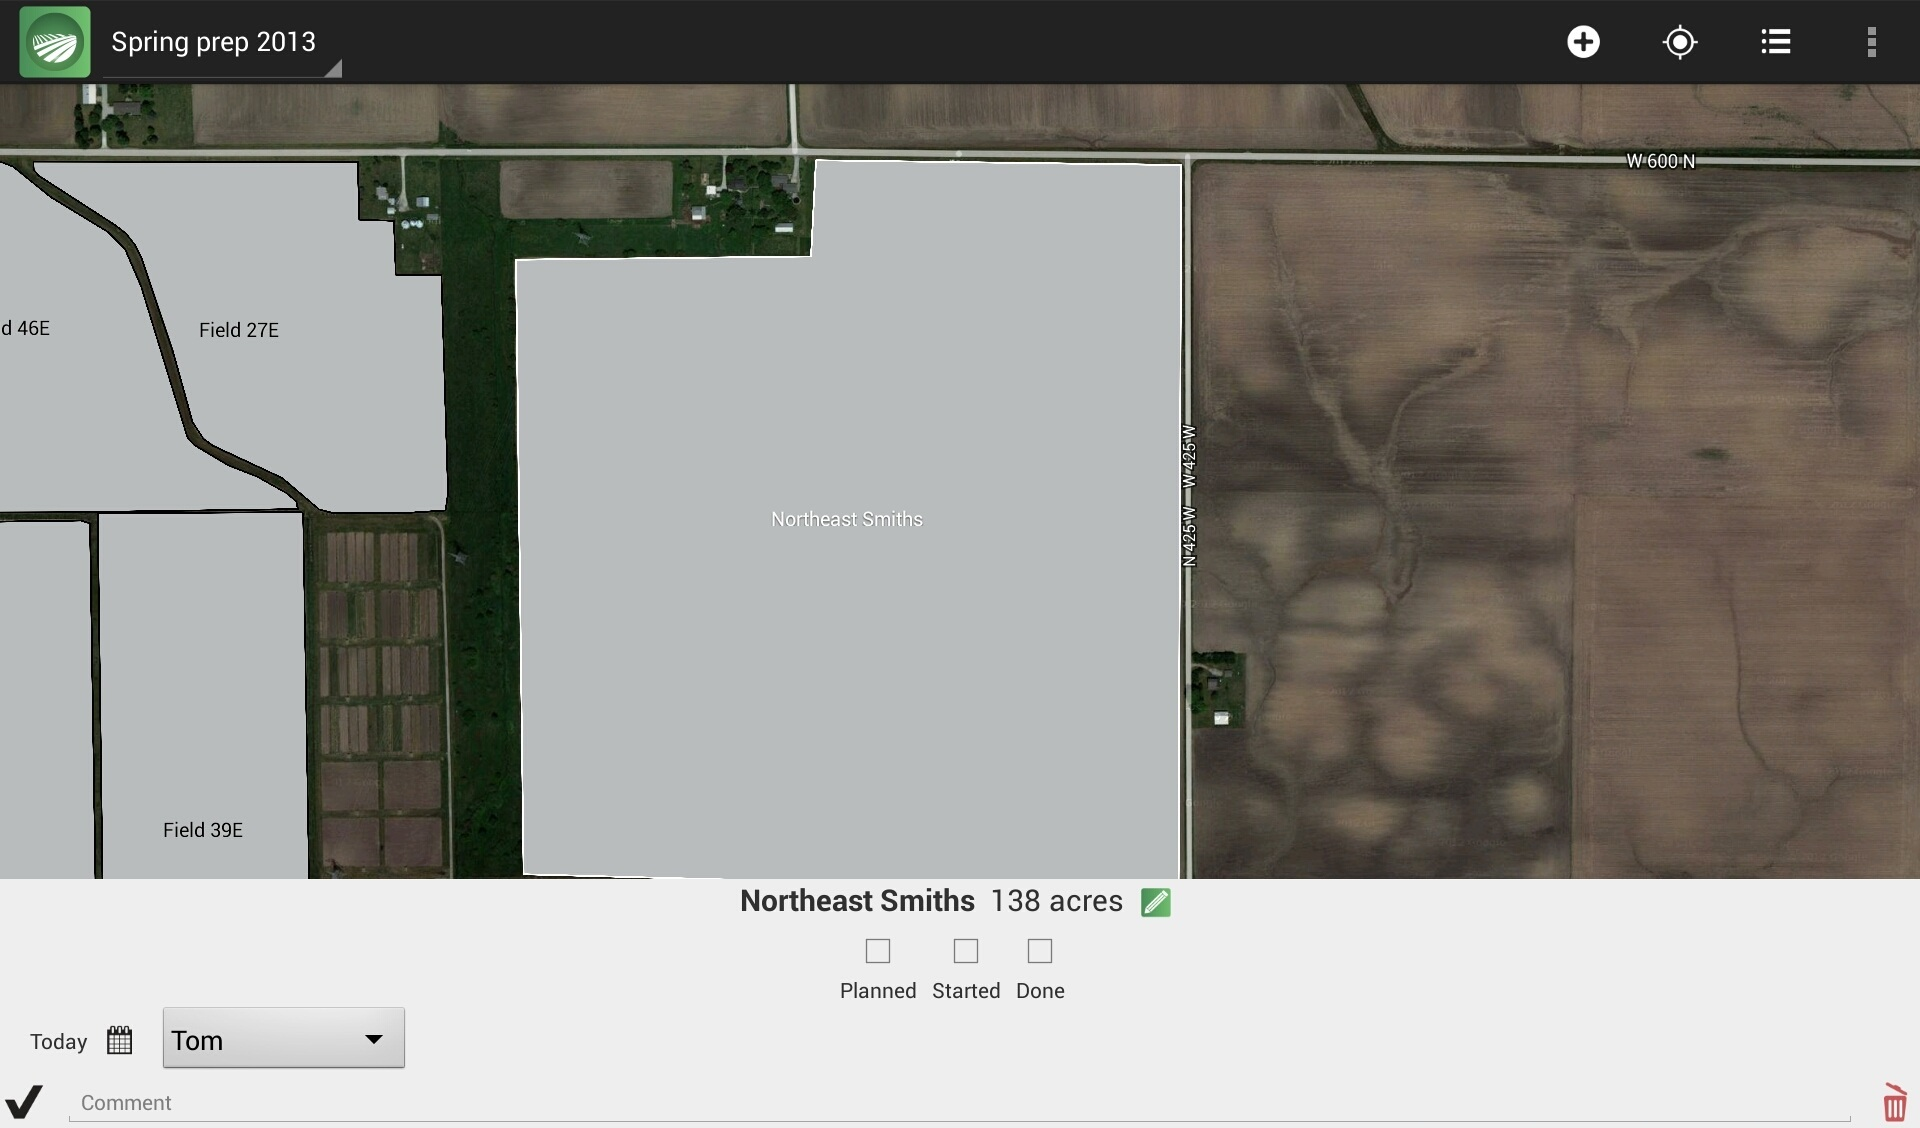 Spring prep 2013
W 600 N
d 46E
Field 27E
W 425 W
N 425 W
Northeast Smiths
Field 39E
Northeast Smiths 138 acres
Planned Started Done
Today Tom
Comment